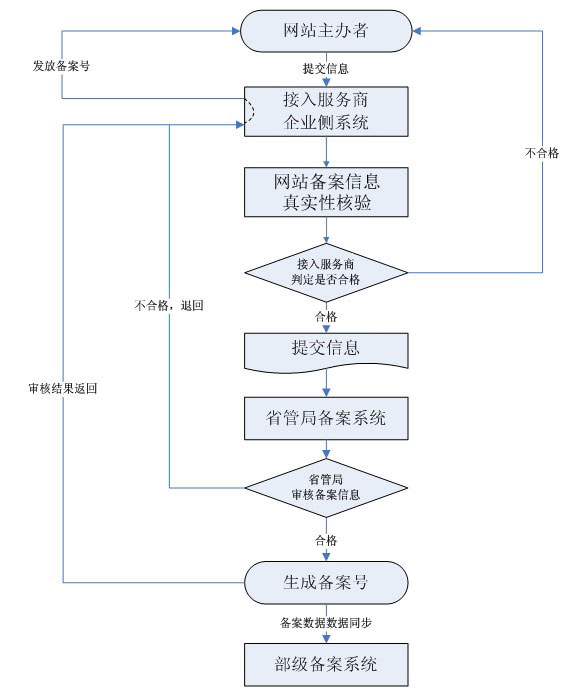 网站主办者
发放备案号
提交信息
接入服务商
企业侧系统
不合格
网站备案信息
真实性核验
接入服务商
判定是否合格
不合格，退回
合格
提交信息
审核结果返回
省管局备案系统
省管局
审核备案信息
合格
生成备案号
备案数据数据同步
部级备案系统